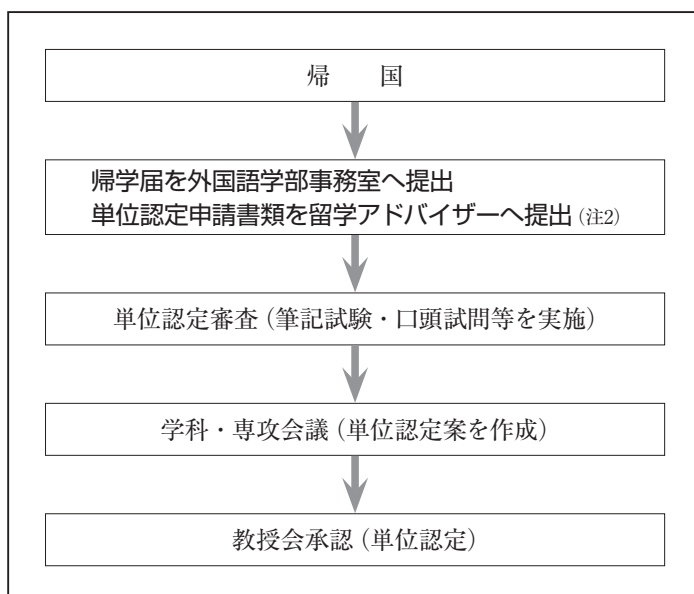 帰　　国
帰学届を外国語学部事務室へ提出
単位認定申請書類を留学アドバイザーへ提出（注2）
単位認定審査（筆記試験・口頭試問等を実施）
学科・専攻会議（単位認定案を作成）
教授会承認（単位認定）